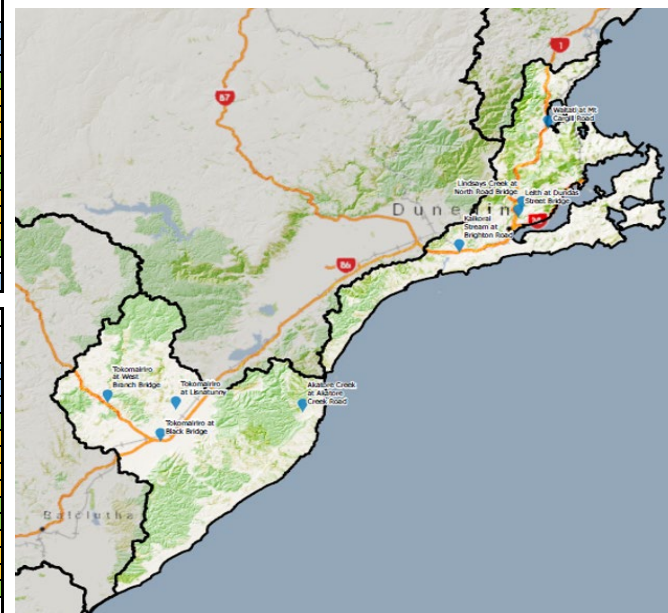 1
87
Waitati at Mt
Cargill Road
Lindsays Creek at
North Road Bridge
Leith at Dundas
Street Bridge
Dunedin
Kaikorai
Stream at
Brighton Road
86
Tokomairiro
at West
Branch Bridge
Tokomairiro
at Lisnatunny
Akatore Creek
at Akatore
Creek Road
Tokomairiro at
Black Bridge
Balclutha